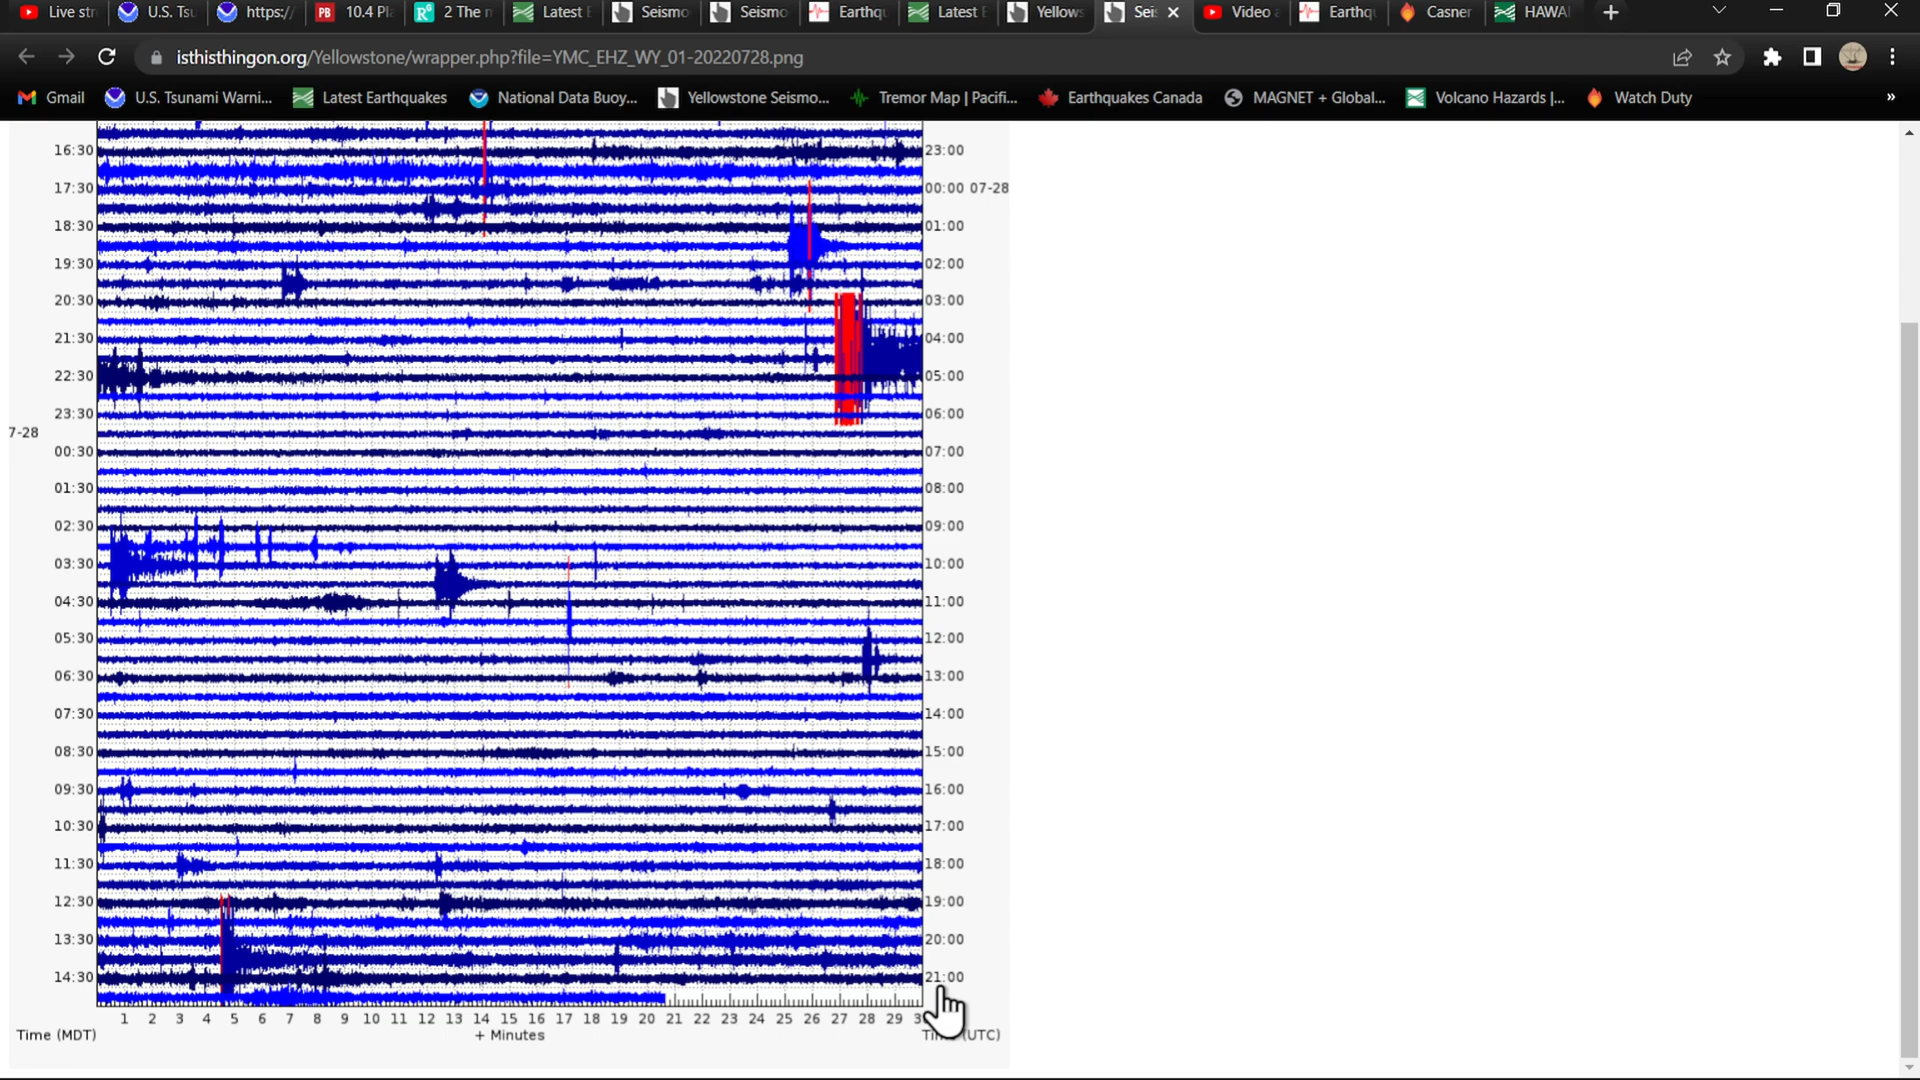 Live str
U.S. Tsu
https:/
PB 10.4 Pl
2 The m
Latest E
Seismo
Seismo
Earthqu
Latest E
Yellows
Sei
Video a
Earthqu
Casner
HAWAI
isthisthingon.org/Yellowstone/wrapper.php?file=YMC_EHZ_WY_01-20220728.png
Gmail
U.S. Tsunami Warni...
Latest Earthquakes
National Data Buoy...
Yellowstone Seismo...
Tremor Map | Pacifi...
Earthquakes Canada
MAGNET + Global...
Volcano Hazards |...
Watch Duty
»
16:30 23:00
17:30 00:00 07-28
18:30 01:00
19:30 02:00
20:30 03:00
21:30 04:00
22:30 05:00
23:30 06:00
7-28
00:30 07:00
01:30 08:00
02:30 09:00
03:30 10:00
04:30 11:00
05:30 12:00
06:30 13:00
07:30 14:00
08:30 15:00
09:30 16:00
10:30 17:00
11:30 18:00
12:30 19:00
13:30 20:00
14:30 21:00
1 2 3 4 5 6 7 8 9 10 11 12 13 14 15 16 17 18 19 20 21 22 23 24 25 26 27 28 29 3
Time (MDT) + Minutes Tim (UTC)